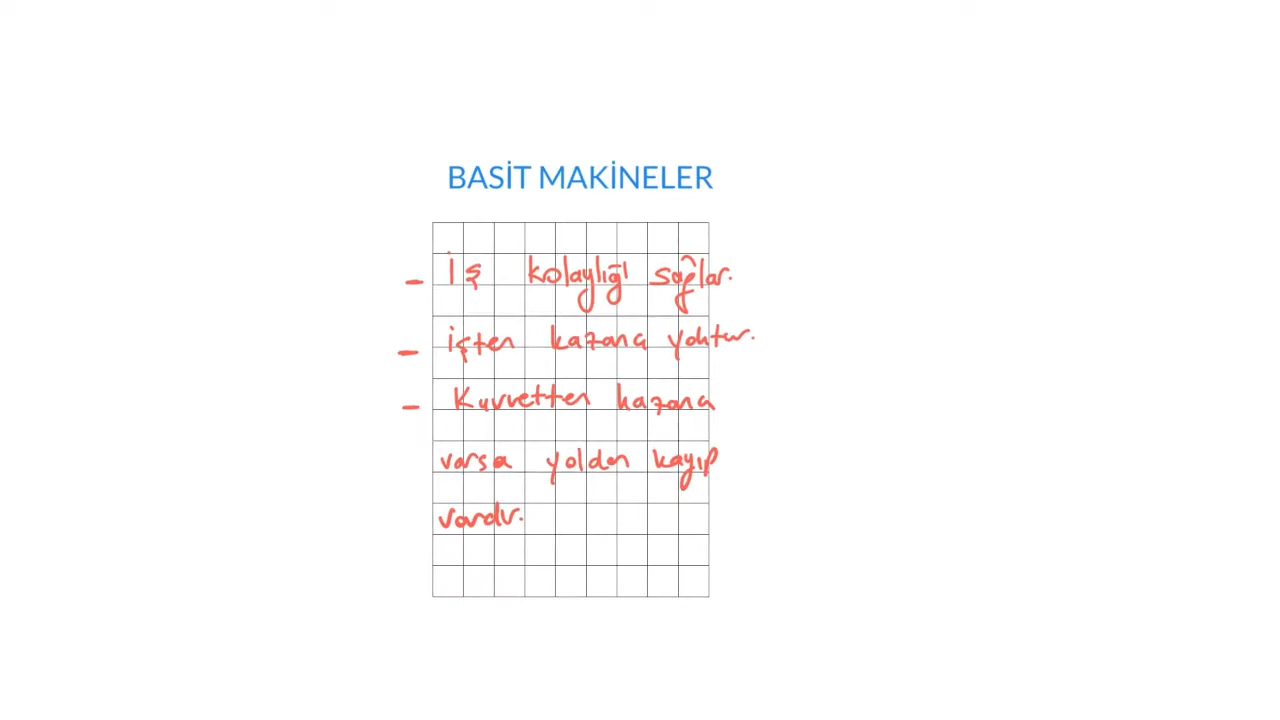 BASİT MAKİNELER
- İş kolaylığı sağlar.
- İşten kazanç yoktur.
- Kuvvetten kazanç
varsa yoldan kayıp
vardır.